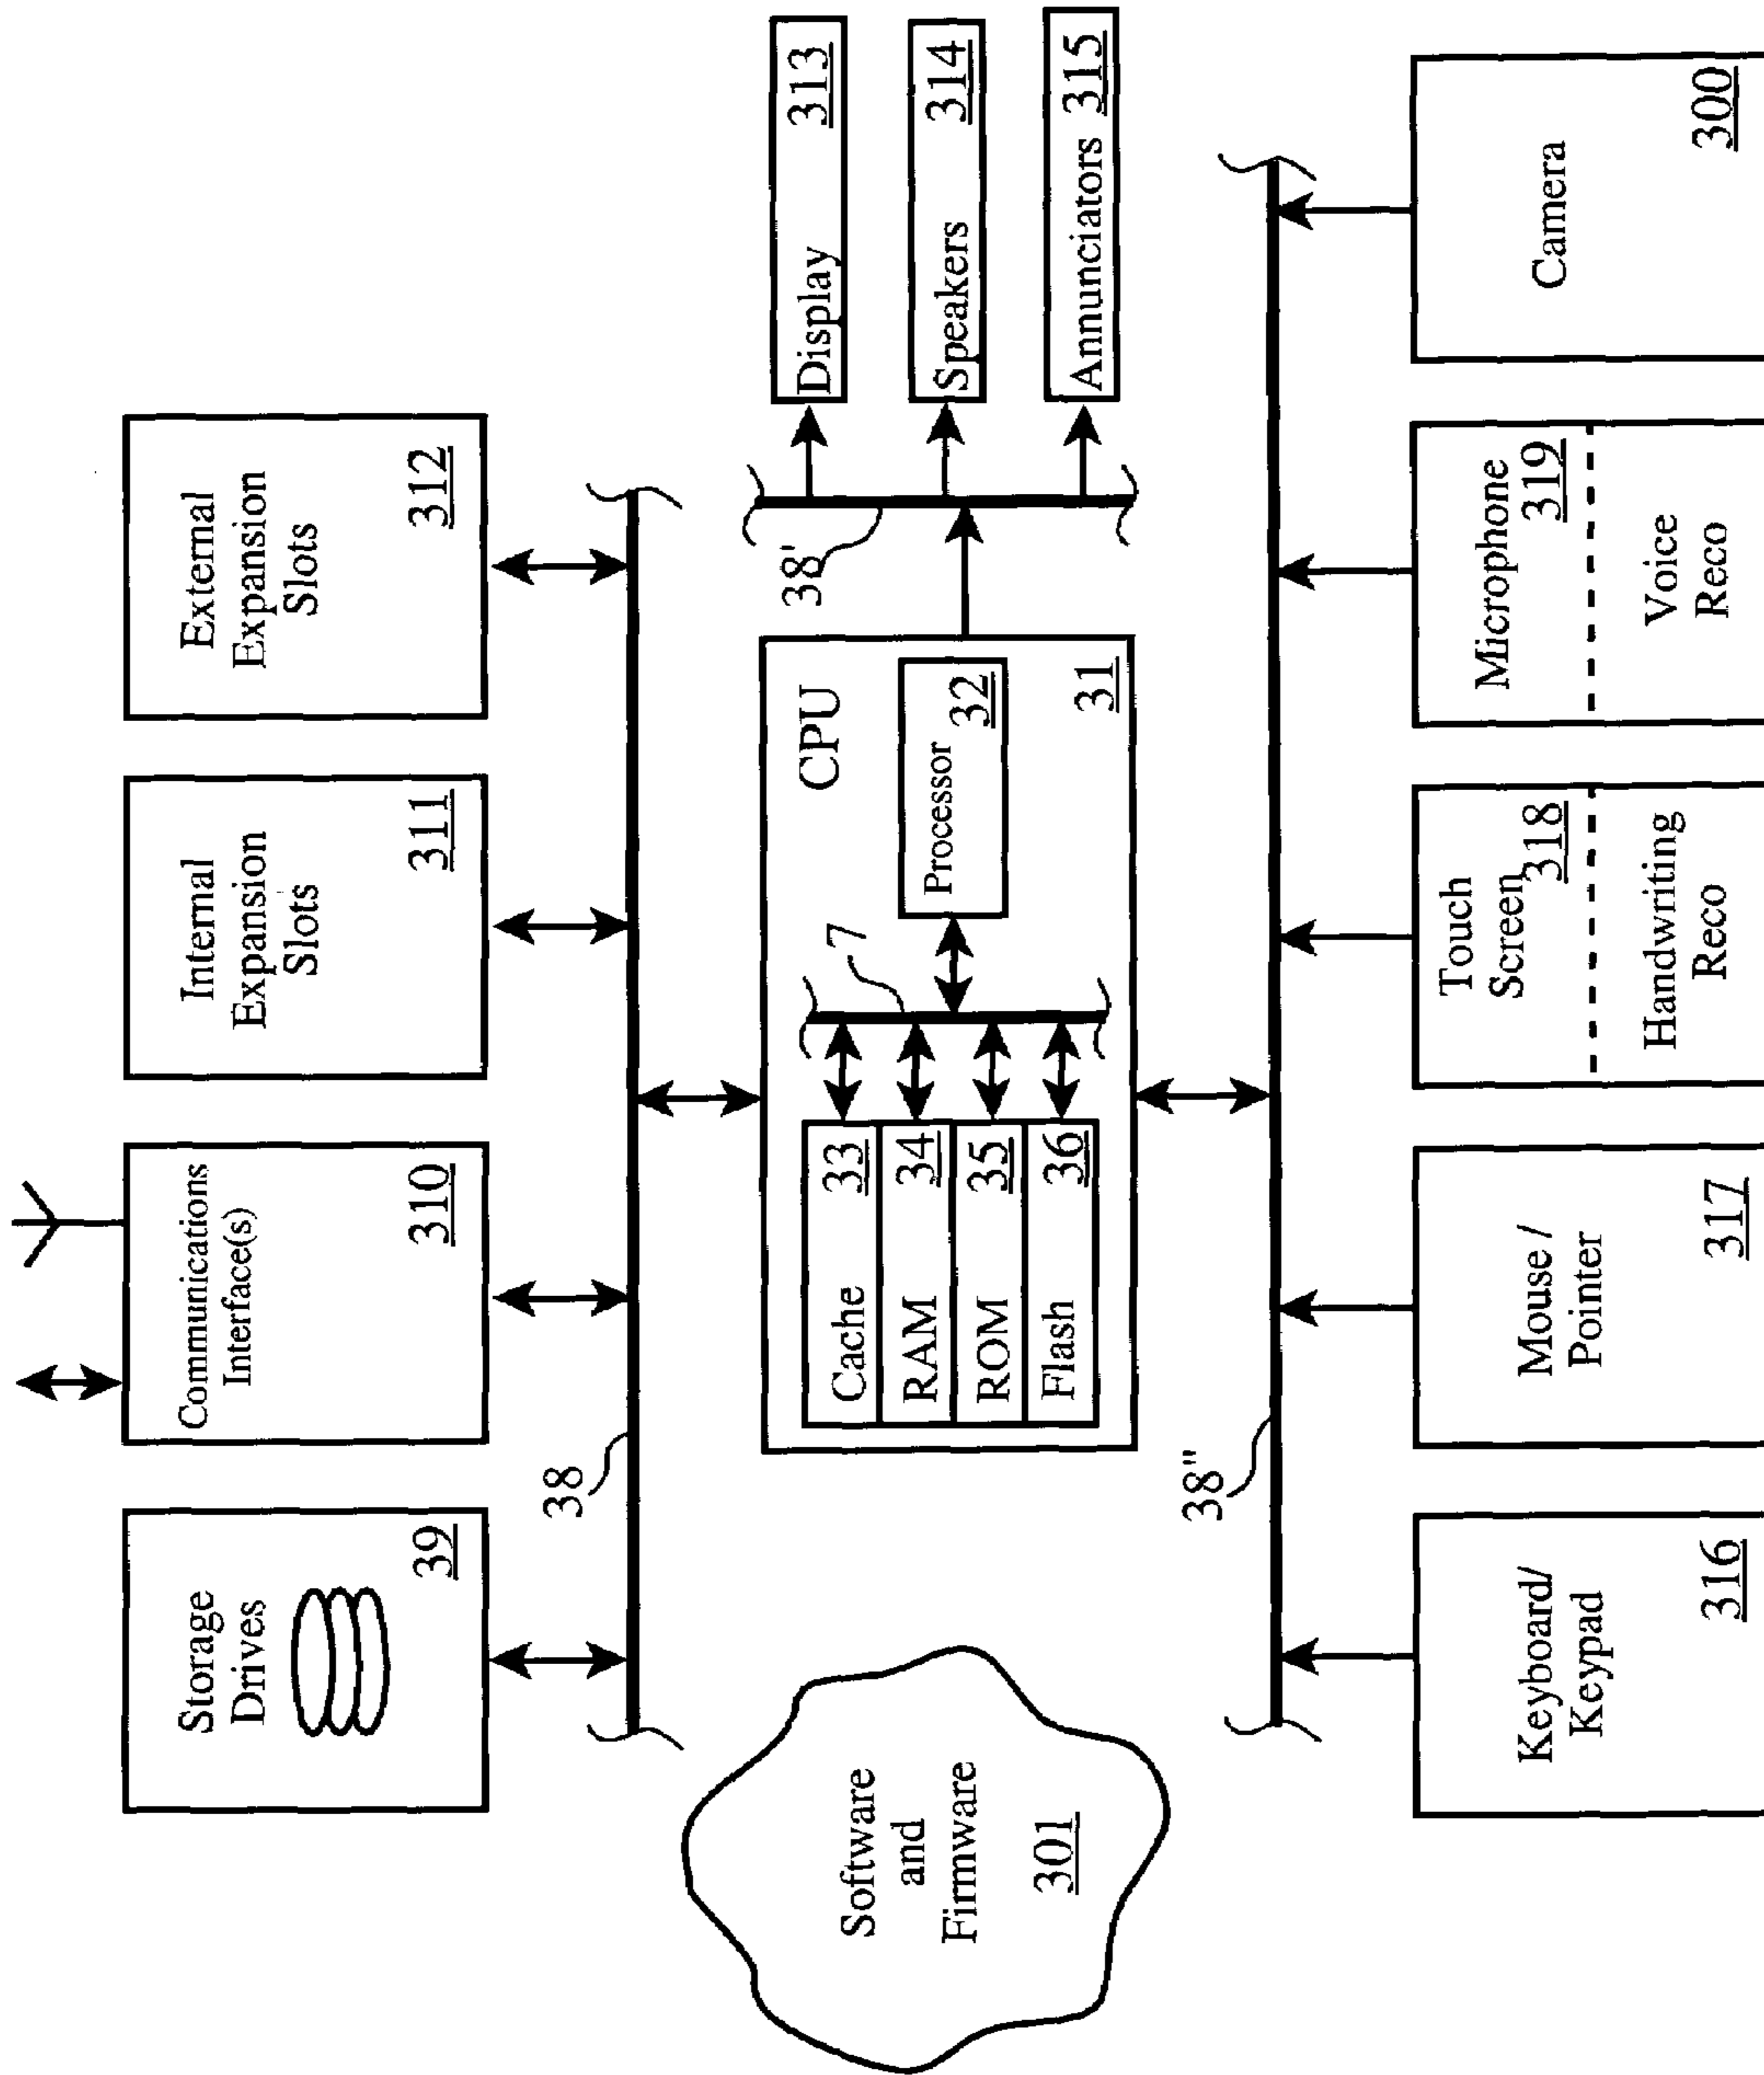 Storage
Drives
39
Communications
Interface(s)
310
Internal
Expansion
Slots
311
External
Expansion
Slots
312
38
Software
and
Firmware
301
CPU
Cache 33
RAM 34
ROM 35
Flash 36
7
Processor
32
31
38'
Display 313
Speakers 314
Annunciators 315
38"
Keyboard/
Keypad
316
Mouse /
Pointer
317
Touch
Screen
318
Handwriting
Reco
Microphone
319
Voice
Reco
Camera
300